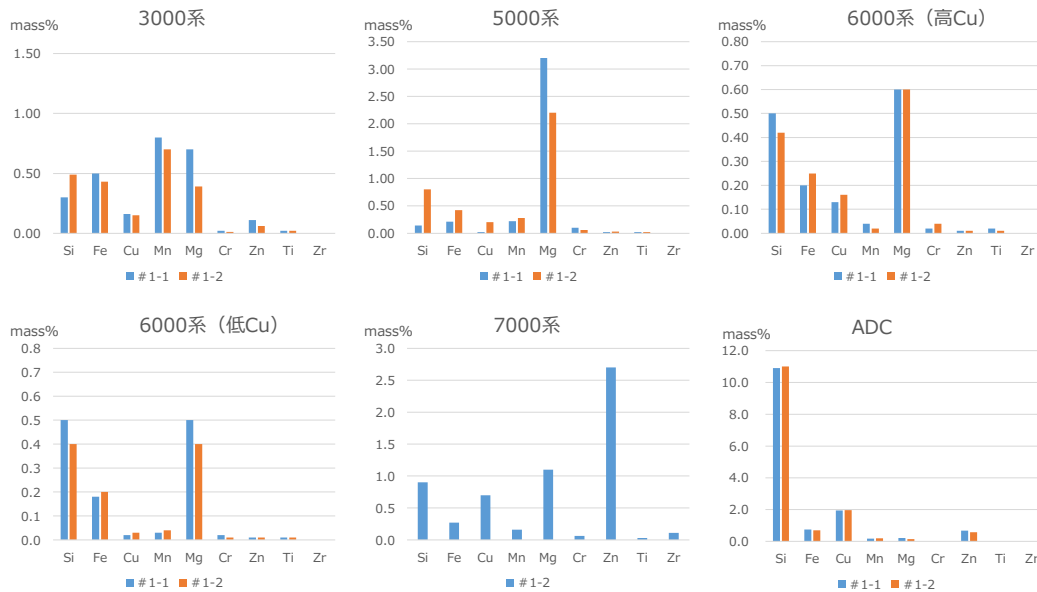 3000系
mass%
1.50
1.00
0.50
0.00
Si Fe Cu Mn Mg Cr Zn Ti Zr
#1-1 #1-2
5000系
mass%
3.50
3.00
2.50
2.00
1.50
1.00
0.50
0.00
Si Fe Cu Mn Mg Cr Zn Ti Zr
#1-1 #1-2
6000系（高Cu）
mass%
0.80
0.70
0.60
0.50
0.40
0.30
0.20
0.10
0.00
Si Fe Cu Mn Mg Cr Zn Ti Zr
#1-1 #1-2
6000系（低Cu）
mass%
0.8
0.7
0.6
0.5
0.4
0.3
0.2
0.1
0.0
Si Fe Cu Mn Mg Cr Zn Ti Zr
#1-1 #1-2
7000系
mass%
3.0
2.5
2.0
1.5
1.0
0.5
0.0
Si Fe Cu Mn Mg Cr Zn Ti Zr
#1-2
ADC
mass%
12.0
10.0
8.0
6.0
4.0
2.0
0.0
Si Fe Cu Mn Mg Cr Zn Ti Zr
#1-1 #1-2